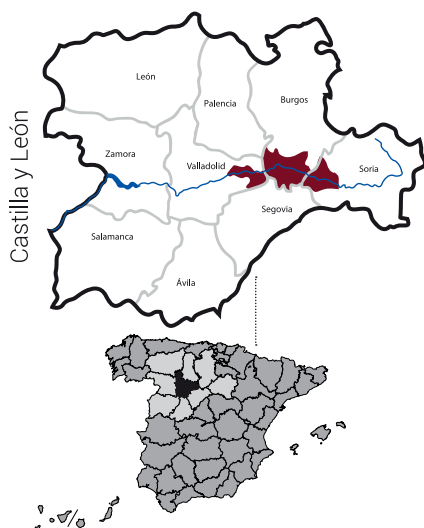 León
Palencia
Burgos
Zamora
Valladolid
Soria
Segovia
Salamanca
Ávila
Castilla y León